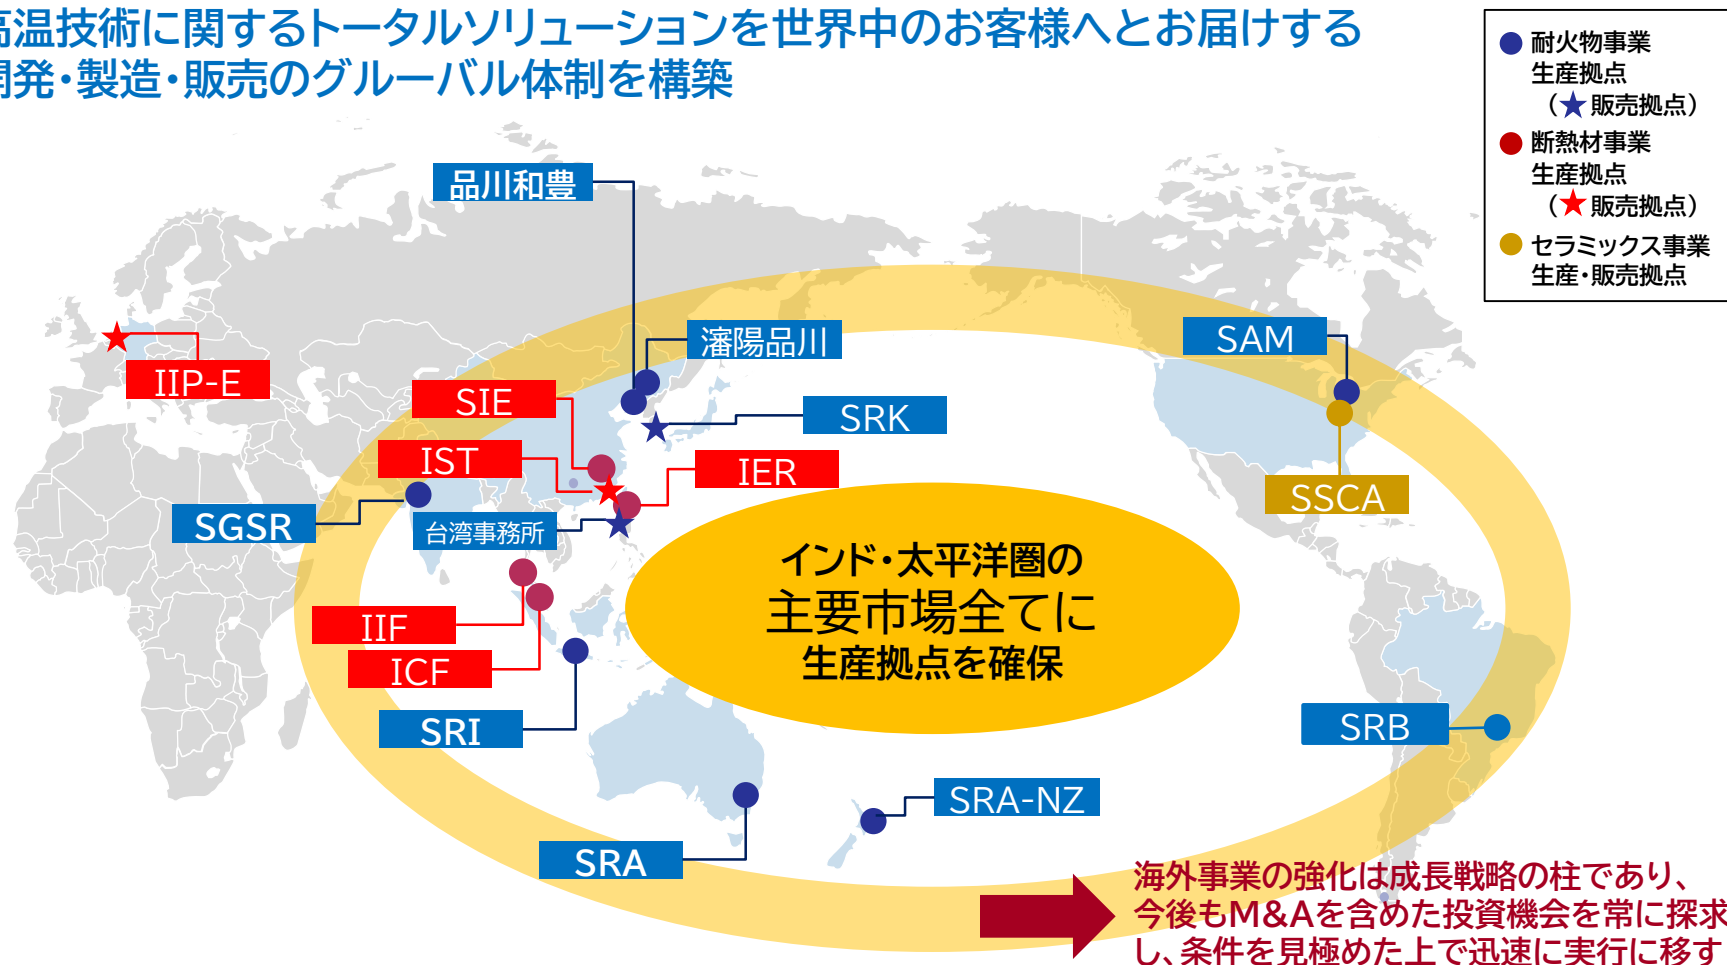 高温技術に関するトータルソリューションを世界中のお客様へとお届けする
開発・製造・販売のグルーバル体制を構築
耐火物事業
生産拠点
（★販売拠点）
断熱材事業
生産拠点
（★販売拠点）
セラミックス事業
生産・販売拠点
品川和豊
瀋陽品川
SAM
IIP-E
SIE
SRK
IST
IER
SSCA
SGSR
台湾事務所
インド・太平洋圏の
主要市場全てに
生産拠点を確保
IIF
ICF
SRI
SRB
SRA-NZ
SRA
海外事業の強化は成長戦略の柱であり、
今後もM&Aを含めた投資機会を常に探求
し、条件を見極めた上で迅速に実行に移す